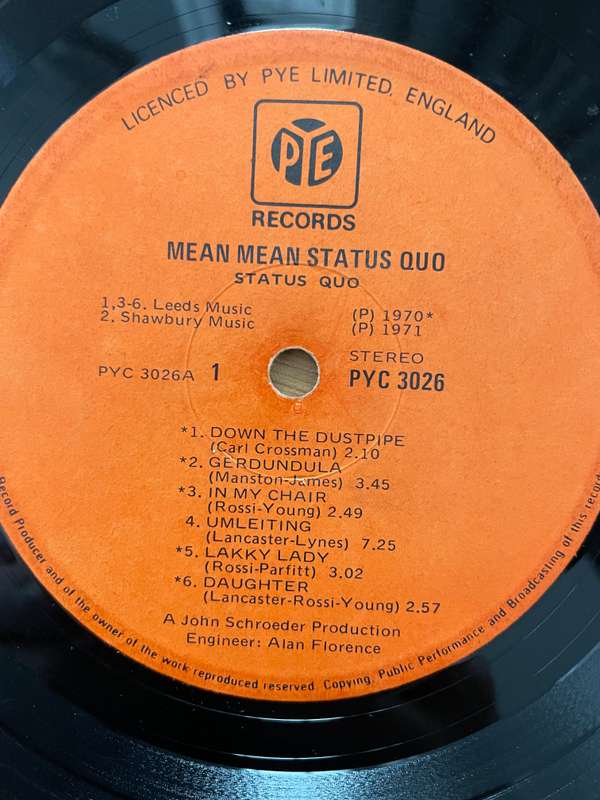 LICENCED BY PYE LIMITED, ENGLAND
PYE
RECORDS
MEAN MEAN STATUS QUO
STATUS QUO
1,3-6. Leeds Music
2. Shawbury Music
(P) 1970*
(P) 1971
STEREO
PYC 3026A 1 PYC 3026
*1. DOWN THE DUSTPIPE
(Carl Crossman) 2.10
*2. GERDUNDULA
(Manston-James) 3.45
*3. IN MY CHAIR
(Rossi-Young) 2.49
4. UMLEITING
(Lancaster-Lynes) 7.25
*5. LAKKY LADY
(Rossi-Parfitt) 3.02
*6. DAUGHTER
(Lancaster-Rossi-Young) 2.57
A John Schroeder Production
Engineer: Alan Florence
Record Producer and of the owner of the work reproduced reserved. Copying, Public Performance and Broadcasting of this record